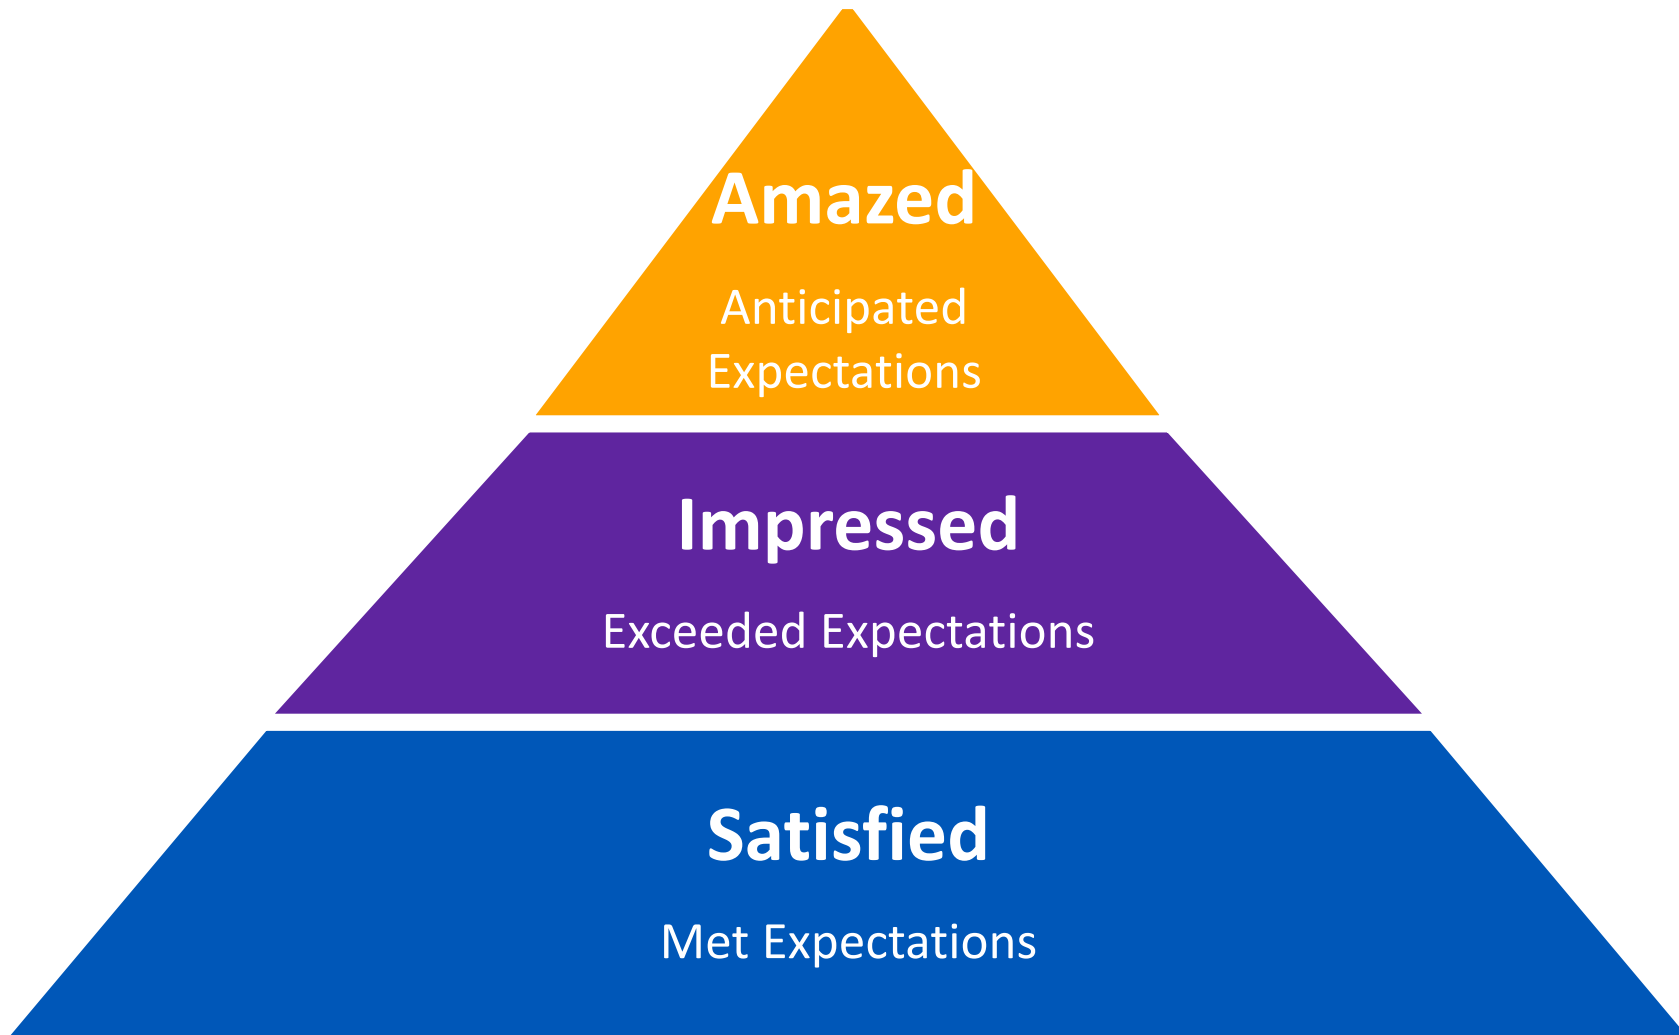 Amazed
Anticipated
Expectations
Impressed
Exceeded Expectations
Satisfied
Met Expectations